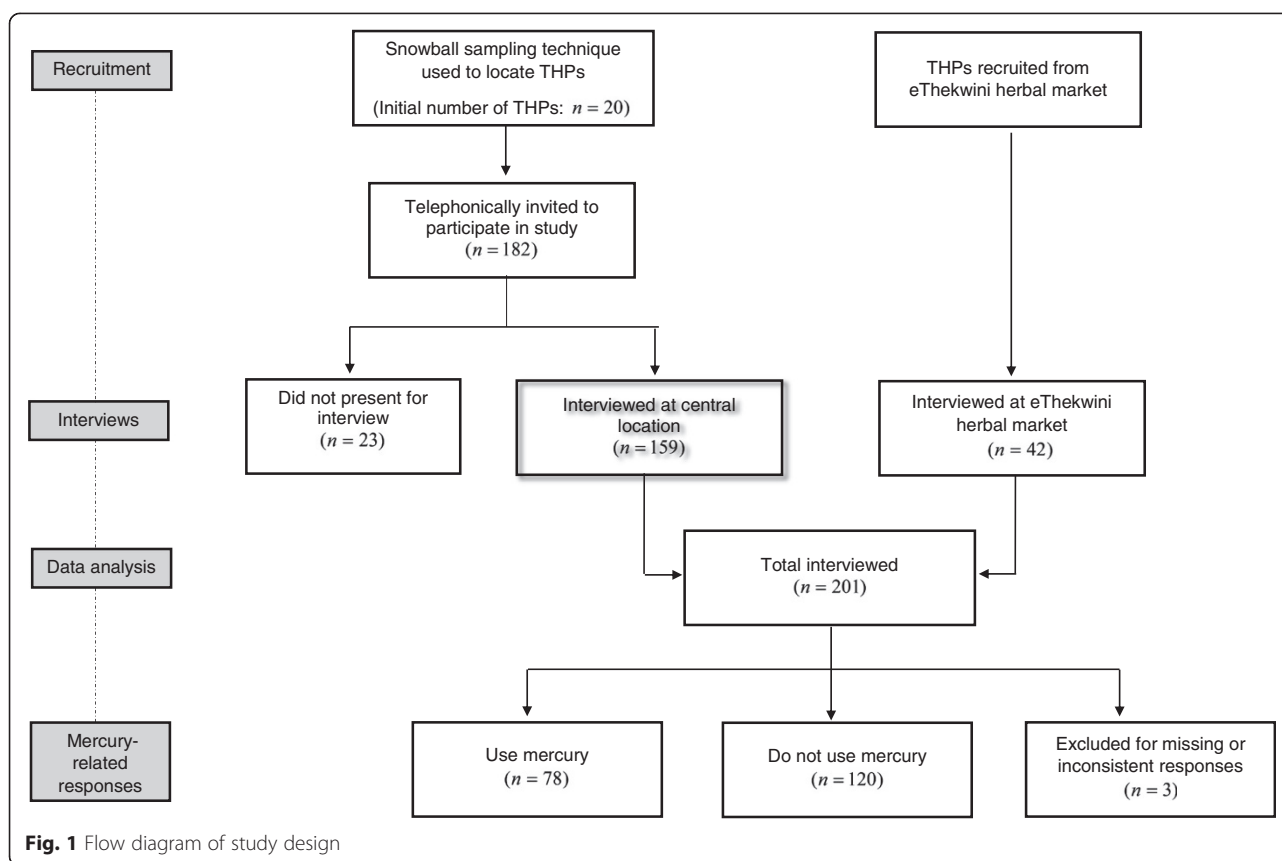 Recruitment
Snowball sampling technique
used to locate THPs
(Initial number of THPs: n = 20)
THPs recruited from
eThekwini herbal market
Telephonically invited to
participate in study
(n = 182)
Interviews
Did not present for
interview
(n = 23)
Interviewed at central
location
(n = 159)
Interviewed at eThekwini
herbal market
(n = 42)
Data analysis
Total interviewed
(n = 201)
Mercury-
related
responses
Use mercury
(n = 78)
Do not use mercury
(n = 120)
Excluded for missing or
inconsistent responses
(n = 3)
Fig. 1 Flow diagram of study design